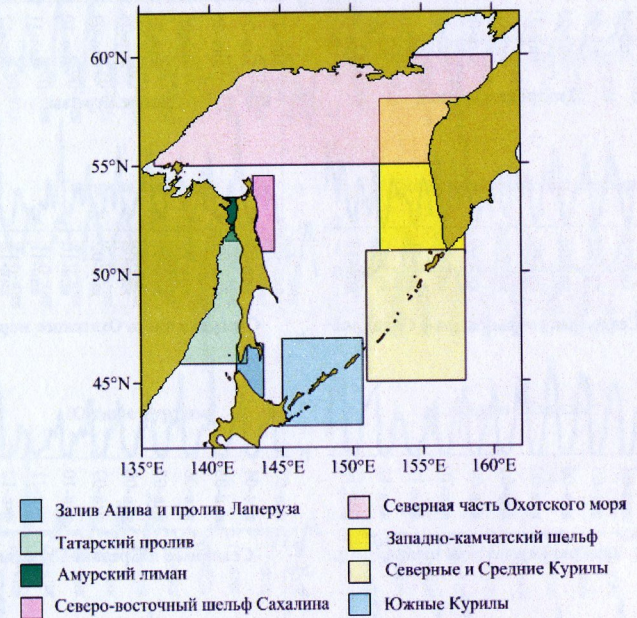 60°N
55°N
50°N
45°N
135°E 140°E 145°E 150°E 155°E 160°E
Залив Анива и пролив Лаперуза
Татарский пролив
Амурский лиман
Северо-восточный шельф Сахалина
Северная часть Охотского моря
Западно-камчатский шельф
Северные и Средние Курилы
Южные Курилы